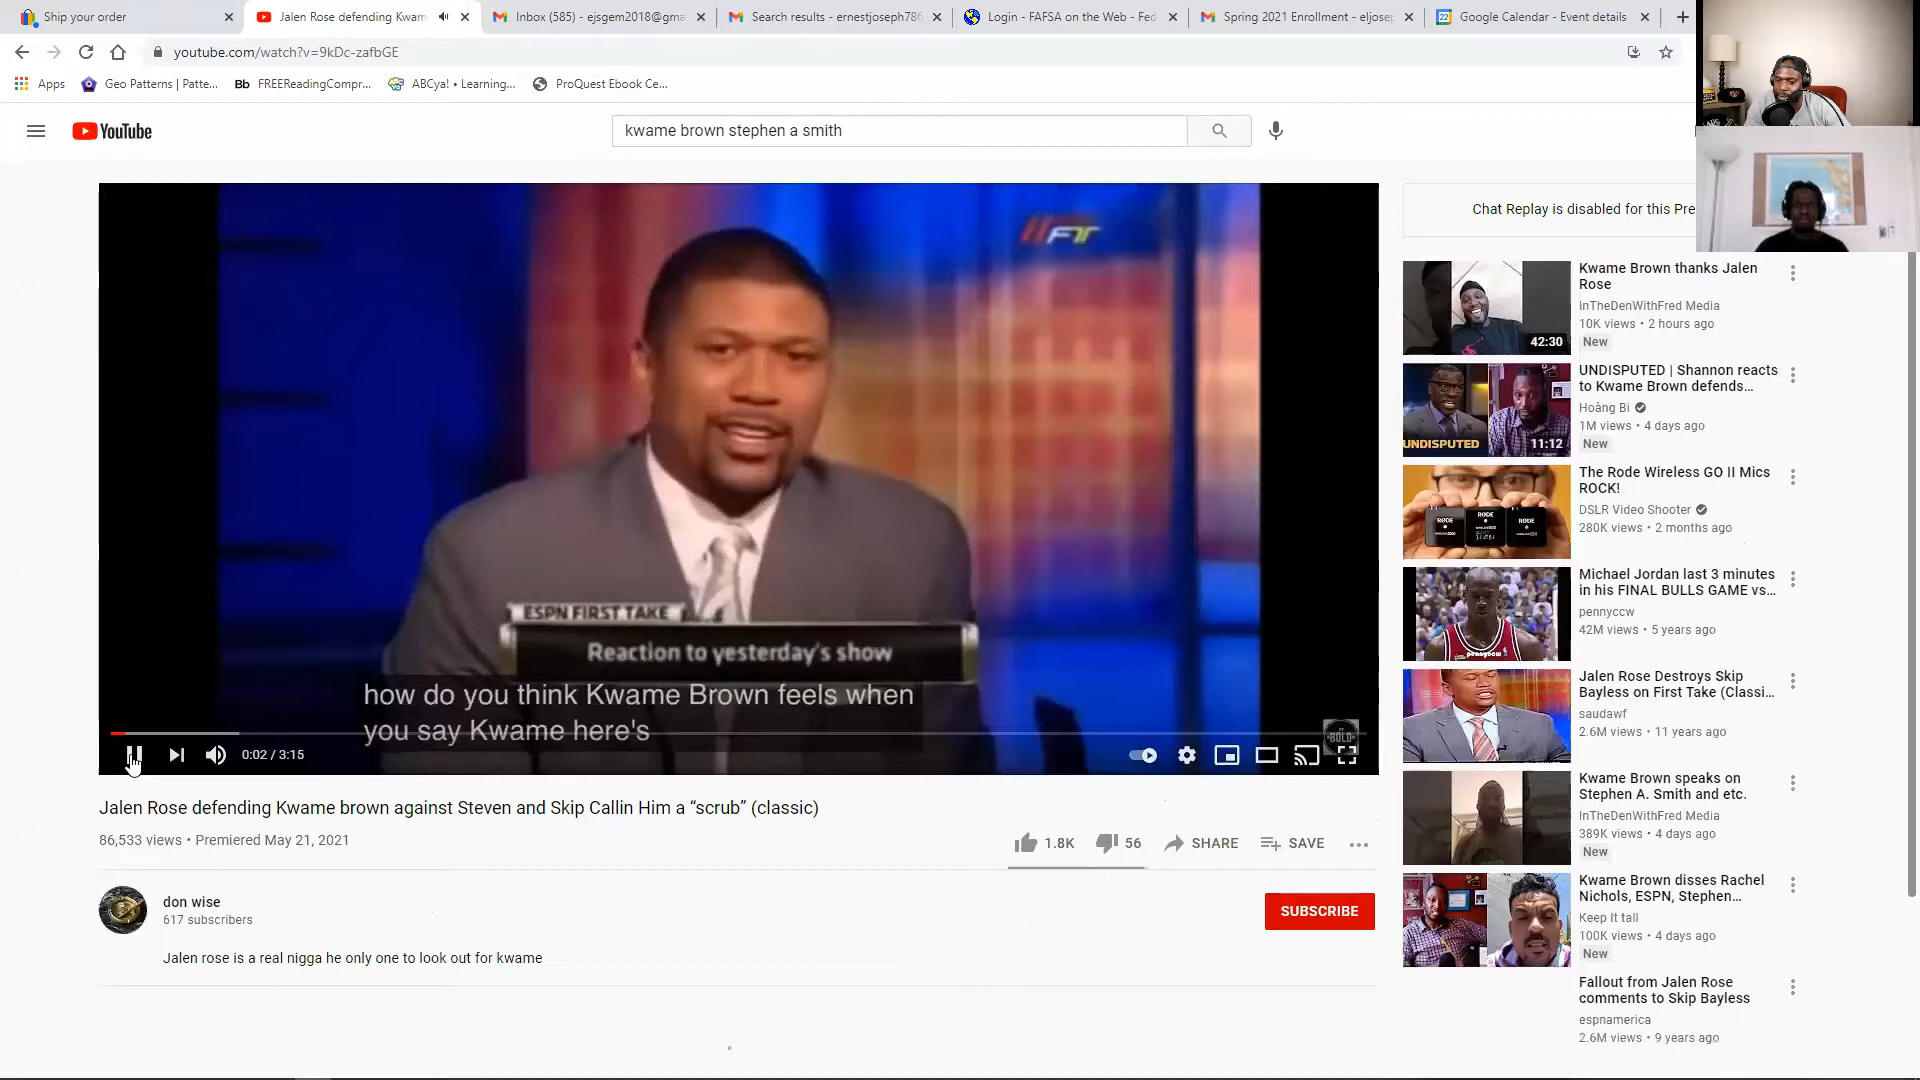 Ship your order
Jalen Rose defending Kwam
Inbox (585) - ejsgem2018@gma
Search results - ernestjoseph786
Login - FAFSA on the Web - Fed
Spring 2021 Enrollment - eljosep
Google Calendar - Event details
youtube.com/watch?v=9kDc-zafbGE
Apps
Geo Patterns | Patte...
Bb FREEReadingCompr...
ABCya! • Learning...
ProQuest Ebook Ce...
YouTube
kwame brown stephen a smith
FT
ESPN FIRST TAKE
Reaction to yesterday's show
how do you think Kwame Brown feels when
you say Kwame here's
BOLD
0:02 / 3:15
Jalen Rose defending Kwame brown against Steven and Skip Callin Him a “scrub” (classic)
86,533 views • Premiered May 21, 2021
1.8K
56
SHARE
SAVE
don wise
617 subscribers
SUBSCRIBE
Jalen rose is a real nigga he only one to look out for kwame
Chat Replay is disabled for this Pre
42:30
Kwame Brown thanks Jalen
Rose
InTheDenWithFred Media
10K views • 2 hours ago
New
UNDISPUTED
11:12
UNDISPUTED | Shannon reacts
to Kwame Brown defends...
Hoàng Bi
1M views • 4 days ago
New
RØDE
RØDE
RØDE
The Rode Wireless GO II Mics
ROCK!
DSLR Video Shooter
280K views • 2 months ago
pennyccw
Michael Jordan last 3 minutes
in his FINAL BULLS GAME vs...
pennyccw
42M views • 5 years ago
Jalen Rose Destroys Skip
Bayless on First Take (Classi...
saudawf
2.6M views • 11 years ago
Kwame Brown speaks on
Stephen A. Smith and etc.
InTheDenWithFred Media
389K views • 4 days ago
New
Kwame Brown disses Rachel
Nichols, ESPN, Stephen...
Keep It tall
100K views • 4 days ago
New
Fallout from Jalen Rose
comments to Skip Bayless
espnamerica
2.6M views • 9 years ago